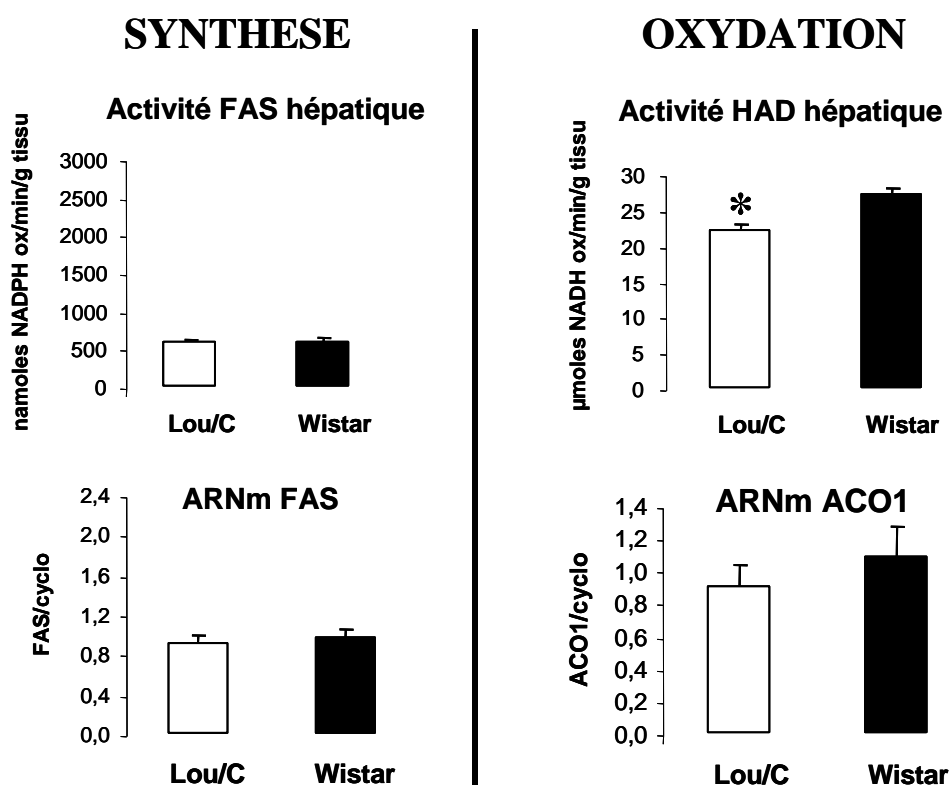 SYNTHESE
Activité FAS hépatique
namoles NADPH ox/min/g tissu
3000
2500
2000
1000
500
0
Lou/C Wistar
ARNm FAS
FAS/cyclo
2,4
2,0
1,6
1,2
0,8
0,4
0,0
Lou/C Wistar
OXYDATION
Activité HAD hépatique
µmoles NADH ox/min/g tissu
30
25
20
15
10
5
0
*
Lou/C Wistar
ARNm ACO1
ACO1/cyclo
1,4
1,2
1,0
0,8
0,6
0,4
0,2
0,0
Lou/C Wistar